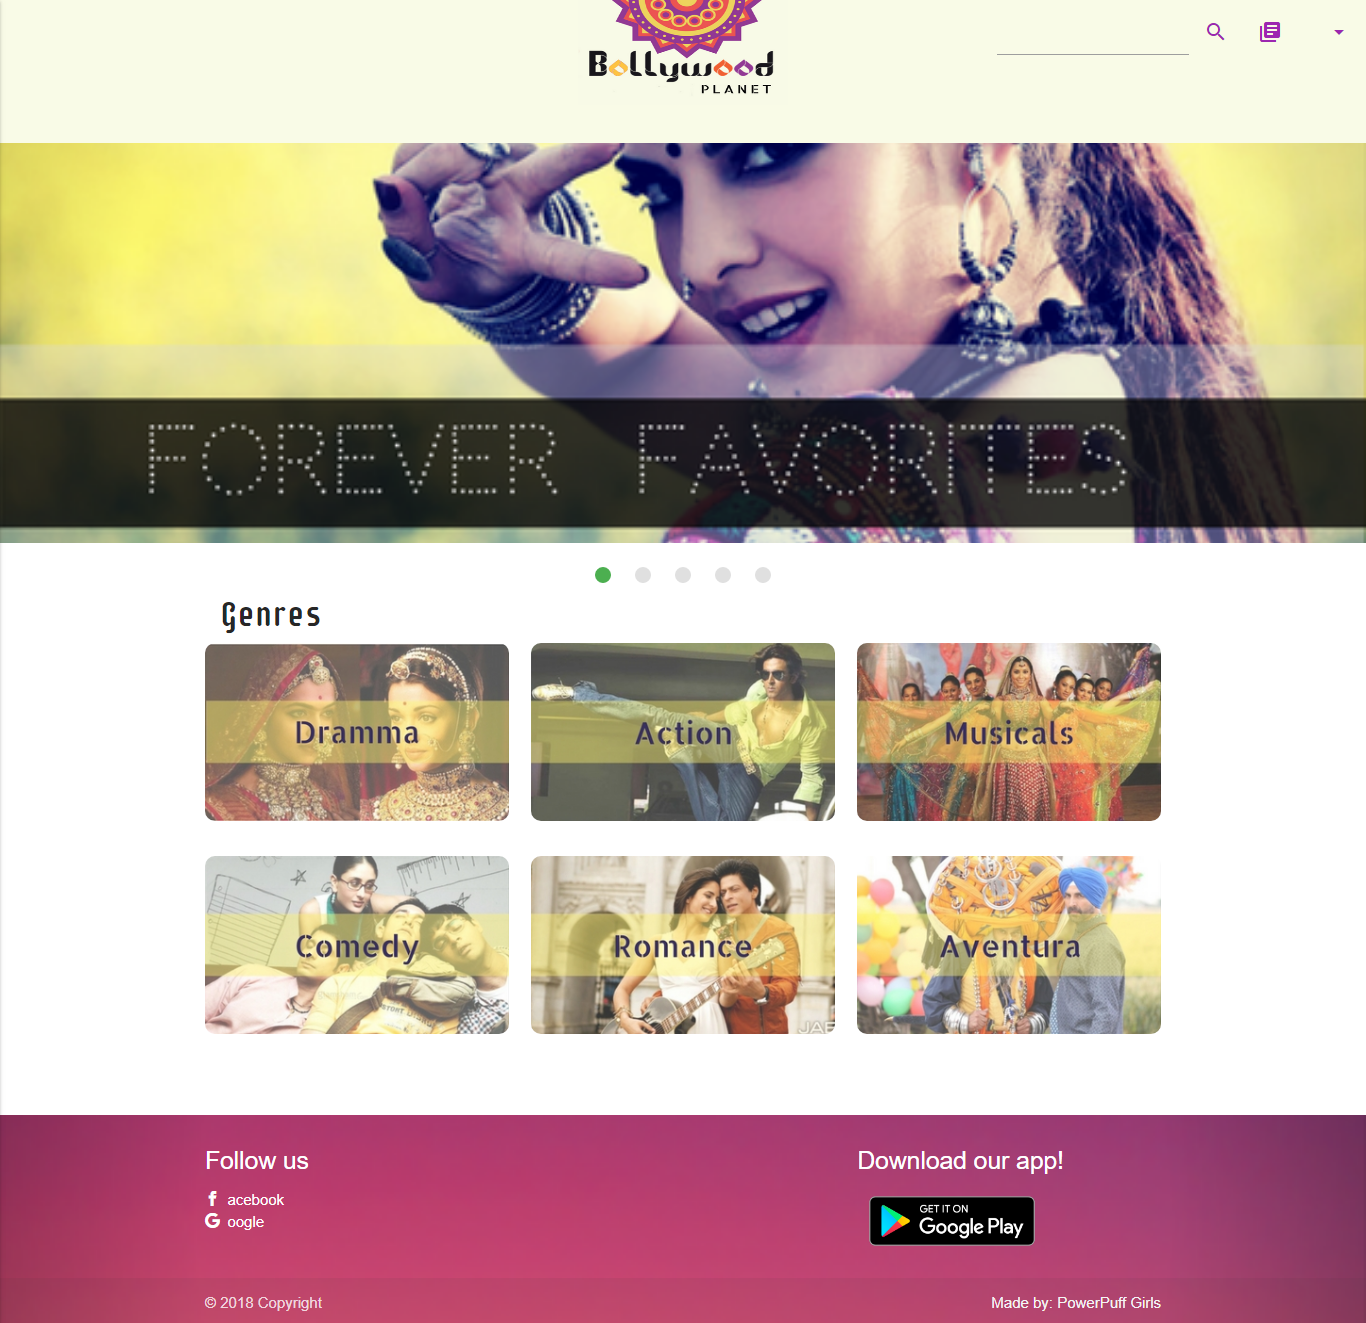 Bollywood
PLANET
FOREVER FAVORITES
Genres
Dramma
Action
Musicals
Comedy
Romance
Aventura
JAE
Follow us
f acebook
G oogle
Download our app!
GET IT ON
Google Play
© 2018 Copyright
Made by: PowerPuff Girls